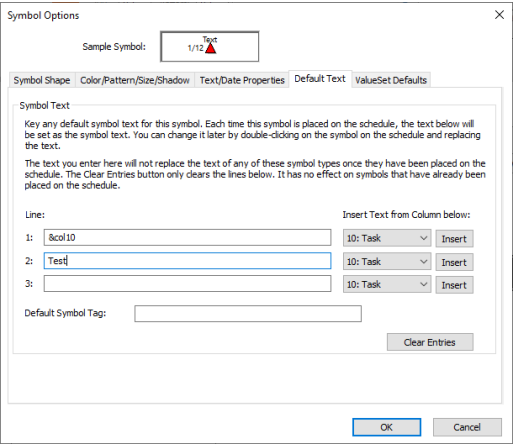 Symbol Options
Sample Symbol:
Text
1/12
Symbol Shape Color/Pattern/Size/Shadow Text/Date Properties Default Text ValueSet Defaults
Symbol Text
Key any default symbol text for this symbol. Each time this symbol is placed on the schedule, the text below will
be set as the symbol text. You can change it later by double-clicking on the symbol on the schedule and replacing
the text.
The text you enter here will not replace the text of any of these symbol types once they have been placed on the
schedule. The Clear Entries button only clears the lines below. It has no effect on symbols that have already been
placed on the schedule.
Line: Insert Text from Column below:
1: &col10 10: Task Insert
2: Test 10: Task Insert
3: 10: Task Insert
Default Symbol Tag:
Clear Entries
OK Cancel